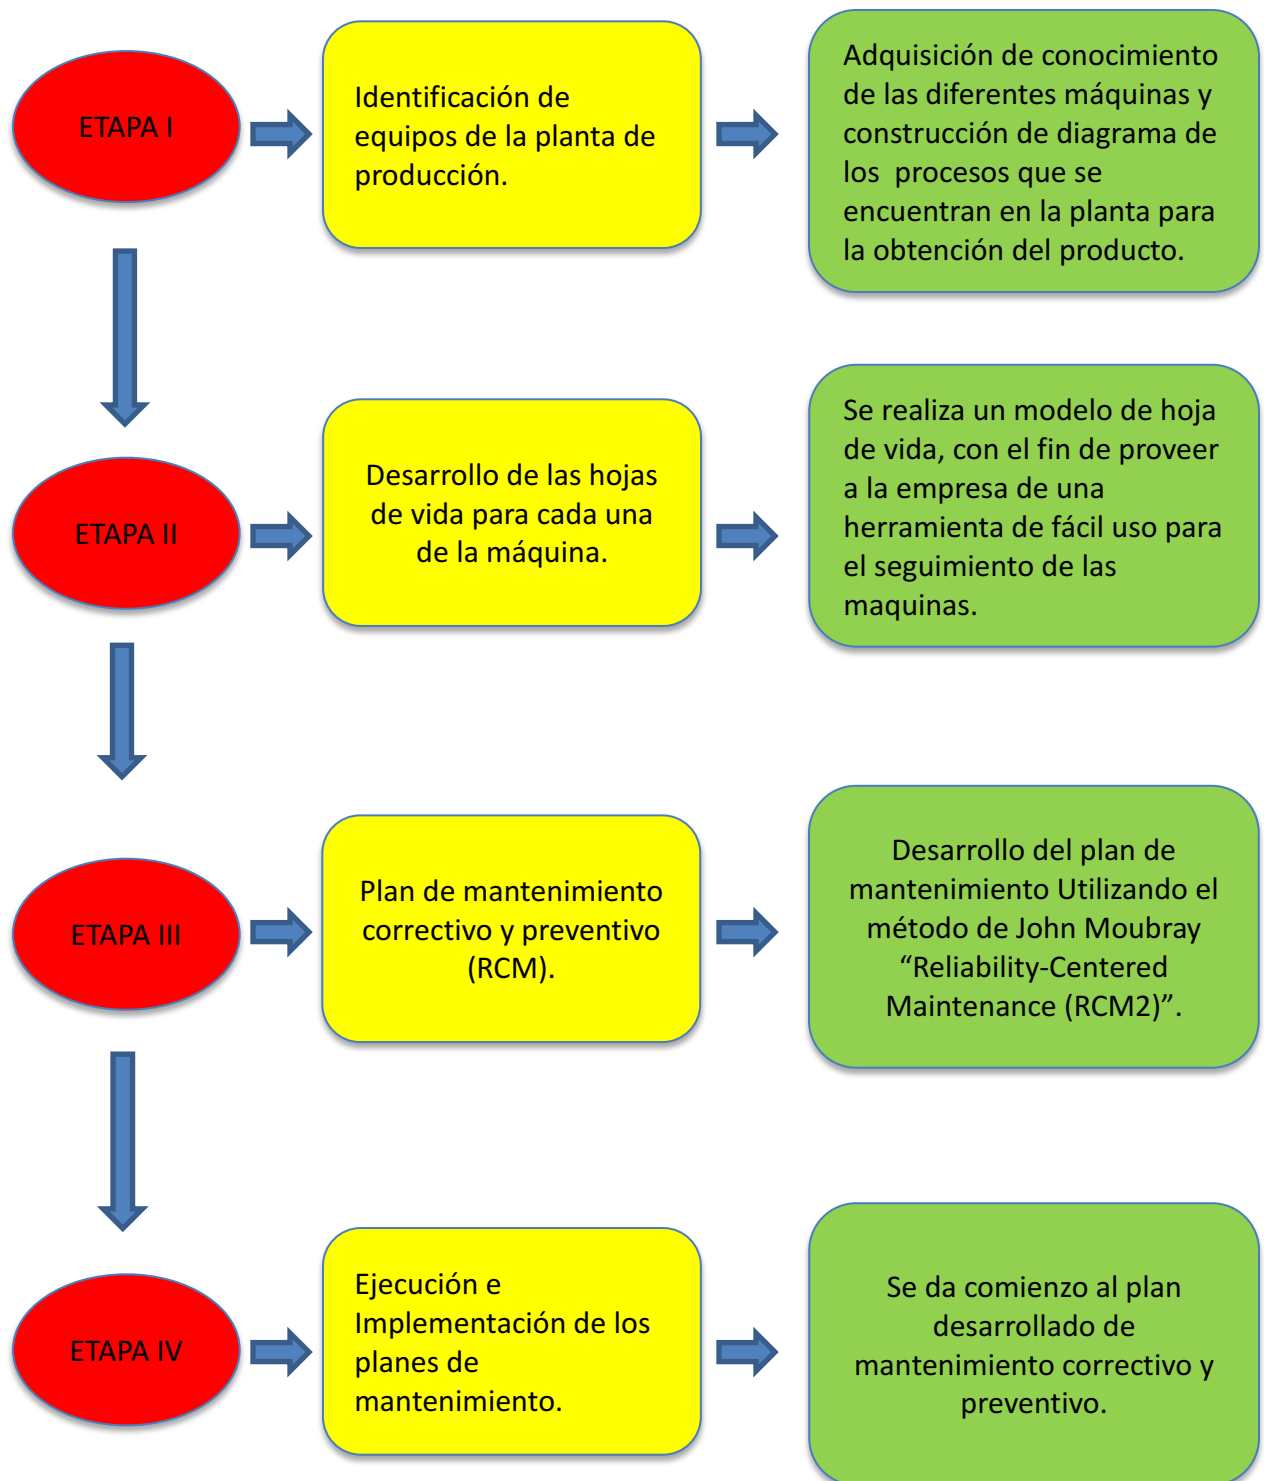 ETAPA I
Identificación de
equipos de la planta de
producción.
Adquisición de conocimiento
de las diferentes máquinas y
construcción de diagrama de
los  procesos que se
encuentran en la planta para
la obtención del producto.
ETAPA II
Desarrollo de las hojas
de vida para cada una
de la máquina.
Se realiza un modelo de hoja
de vida, con el fin de proveer
a la empresa de una
herramienta de fácil uso para
el seguimiento de las
maquinas.
ETAPA III
Plan de mantenimiento
correctivo y preventivo
(RCM).
Desarrollo del plan de
mantenimiento Utilizando el
método de John Moubray
“Reliability-Centered
Maintenance (RCM2)”.
ETAPA IV
Ejecución e
Implementación de los
planes de
mantenimiento.
Se da comienzo al plan
desarrollado de
mantenimiento correctivo y
preventivo.